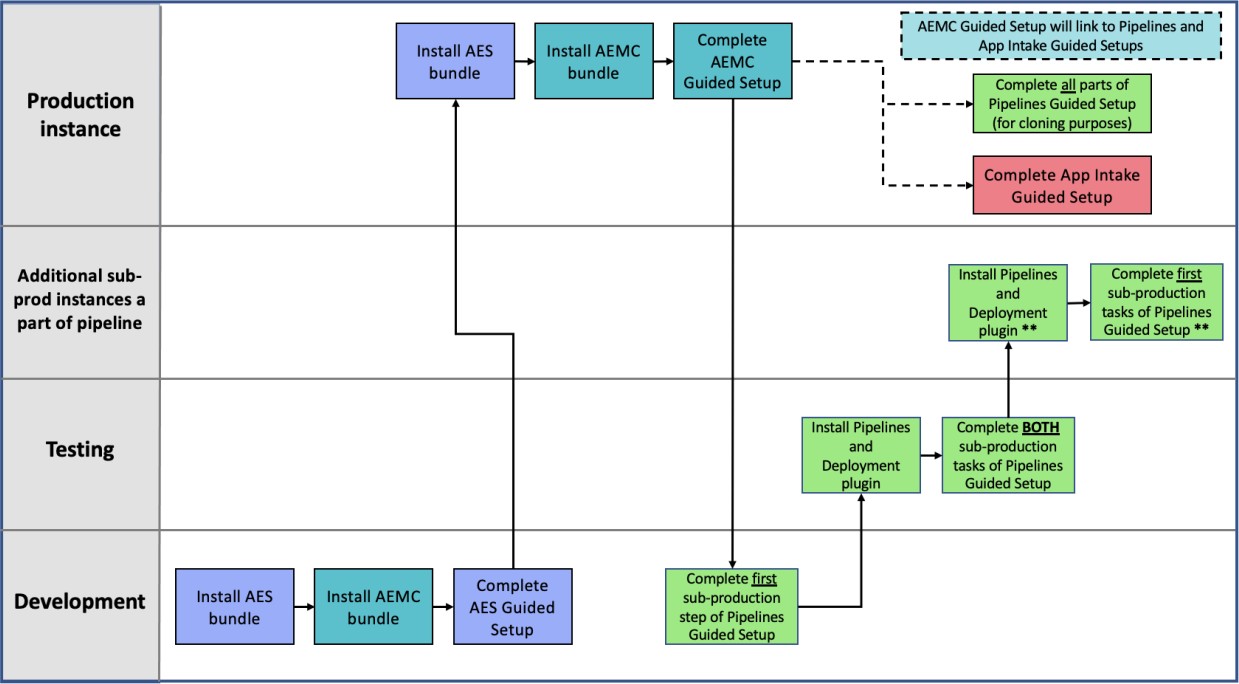 Production
instance
Install AES
bundle
Install AEMC
bundle
Complete
AEMC
Guided Setup
AEMC Guided Setup will link to Pipelines and
App Intake Guided Setups
Complete all parts of
Pipelines Guided Setup
(for cloning purposes)
Complete App Intake
Guided Setup
Additional sub-
prod instances a
part of pipeline
Install Pipelines
and
Deployment
plugin **
Complete first
sub-production
tasks of Pipelines
Guided Setup **
Testing
Install Pipelines
and
Deployment
plugin
Complete BOTH
sub-production
tasks of Pipelines
Guided Setup
Development
Install AES
bundle
Install AEMC
bundle
Complete
AES Guided
Setup
Complete first
sub-production
step of Pipelines
Guided Setup